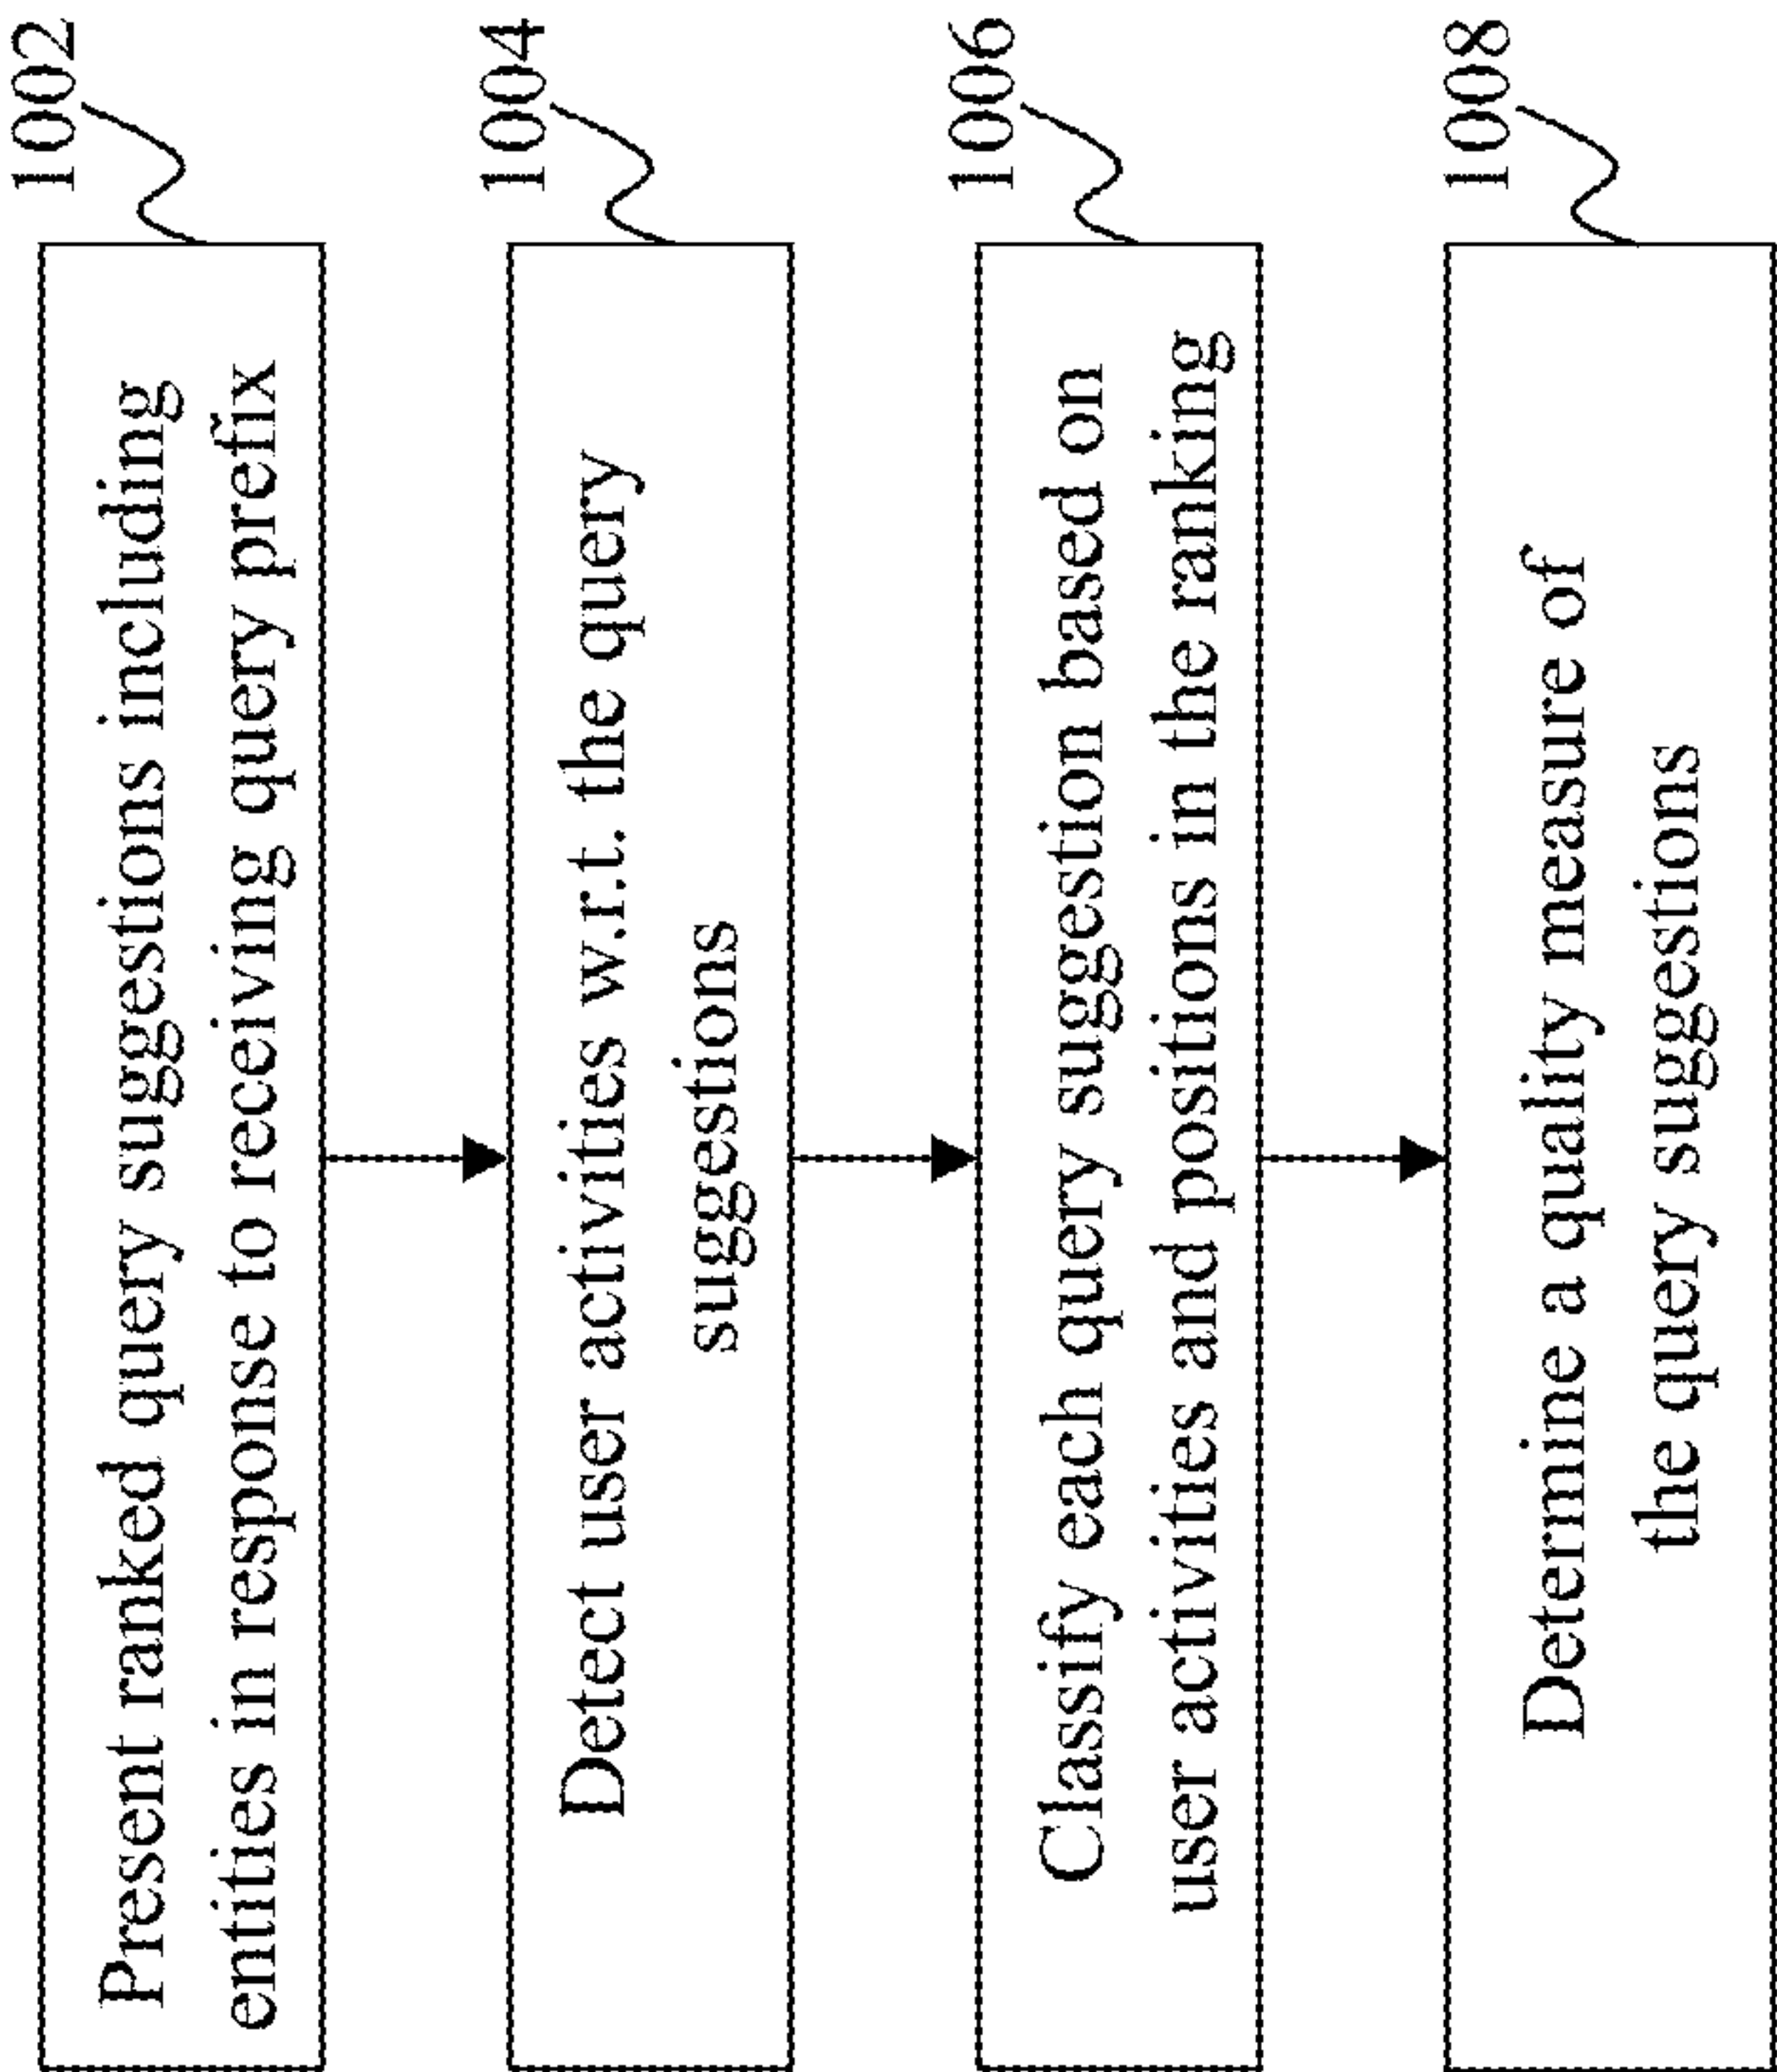 Present ranked query suggestions including
entities in response to receiving query prefix
1002
Detect user activities w.r.t. the query
suggestions
1004
Classify each query suggestion based on
user activities and positions in the ranking
1006
Determine a quality measure of
the query suggestions
1008